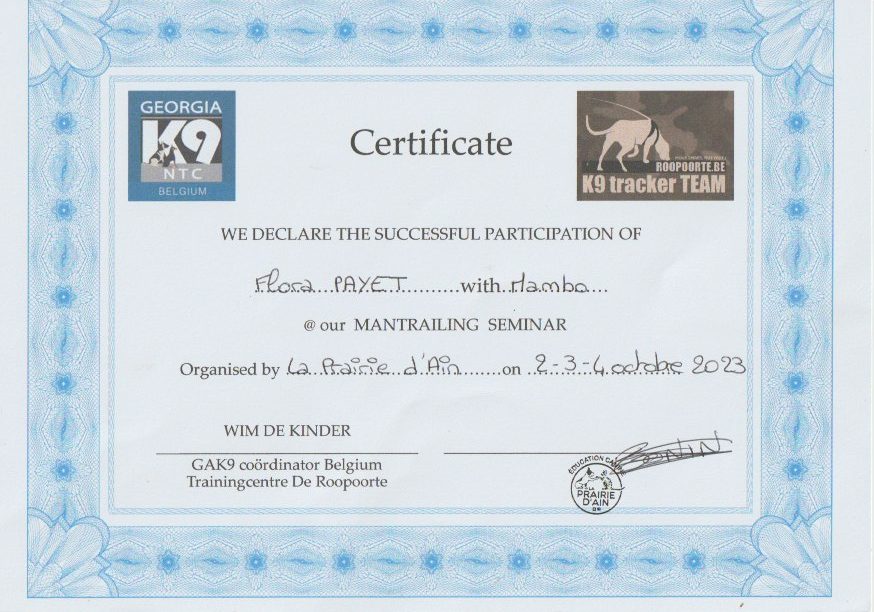 GEORGIA
K9
NTC
BELGIUM
Certificate
ROOPOORTE.BE
K9 tracker TEAM
WE DECLARE THE SUCCESSFUL PARTICIPATION OF
Flora PAYET with Mambo
@ our MANTRAILING SEMINAR
Organised by La Prairie d'Ain on 2-3-4 octobre 2023
WIM DE KINDER
GAK9 coördinator Belgium
Trainingcentre De Roopoorte
EDUCATION CANINE
LA
PRAIRIE
D'AIN